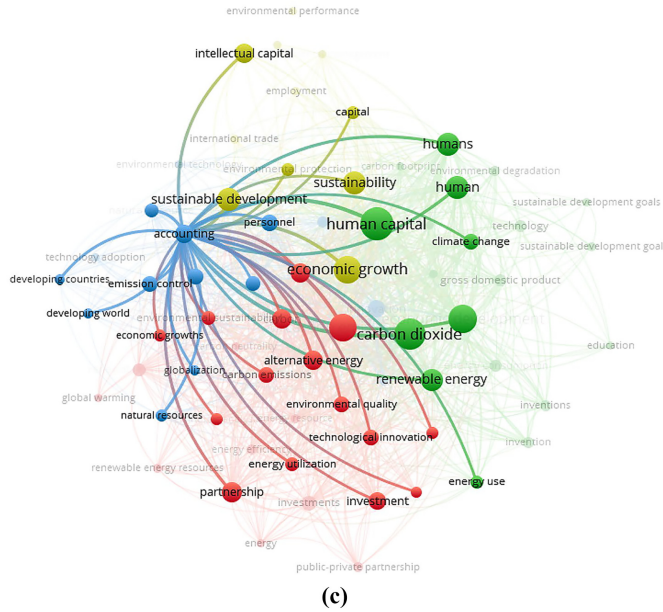 environmental performance
intellectual capital
employment
capital
international trade
humans
environmental technology
environmental protection
carbon footprint
environmental degradation
sustainability
human
sustainable development
sustainable development goals
personnel
human capital
technology
accounting
climate change
sustainable development goal
technology adoption
economic growth
developing countries
emission control
gross domestic product
developing world
environmental sustainability
economic growths
carbon dioxide
education
alternative energy
globalization
carbon emissions
renewable energy
global warming
environmental quality
inventions
natural resources
technological innovation
invention
energy efficiency
renewable energy resources
energy utilization
energy use
partnership
investments
investment
energy
public-private partnership
(c)